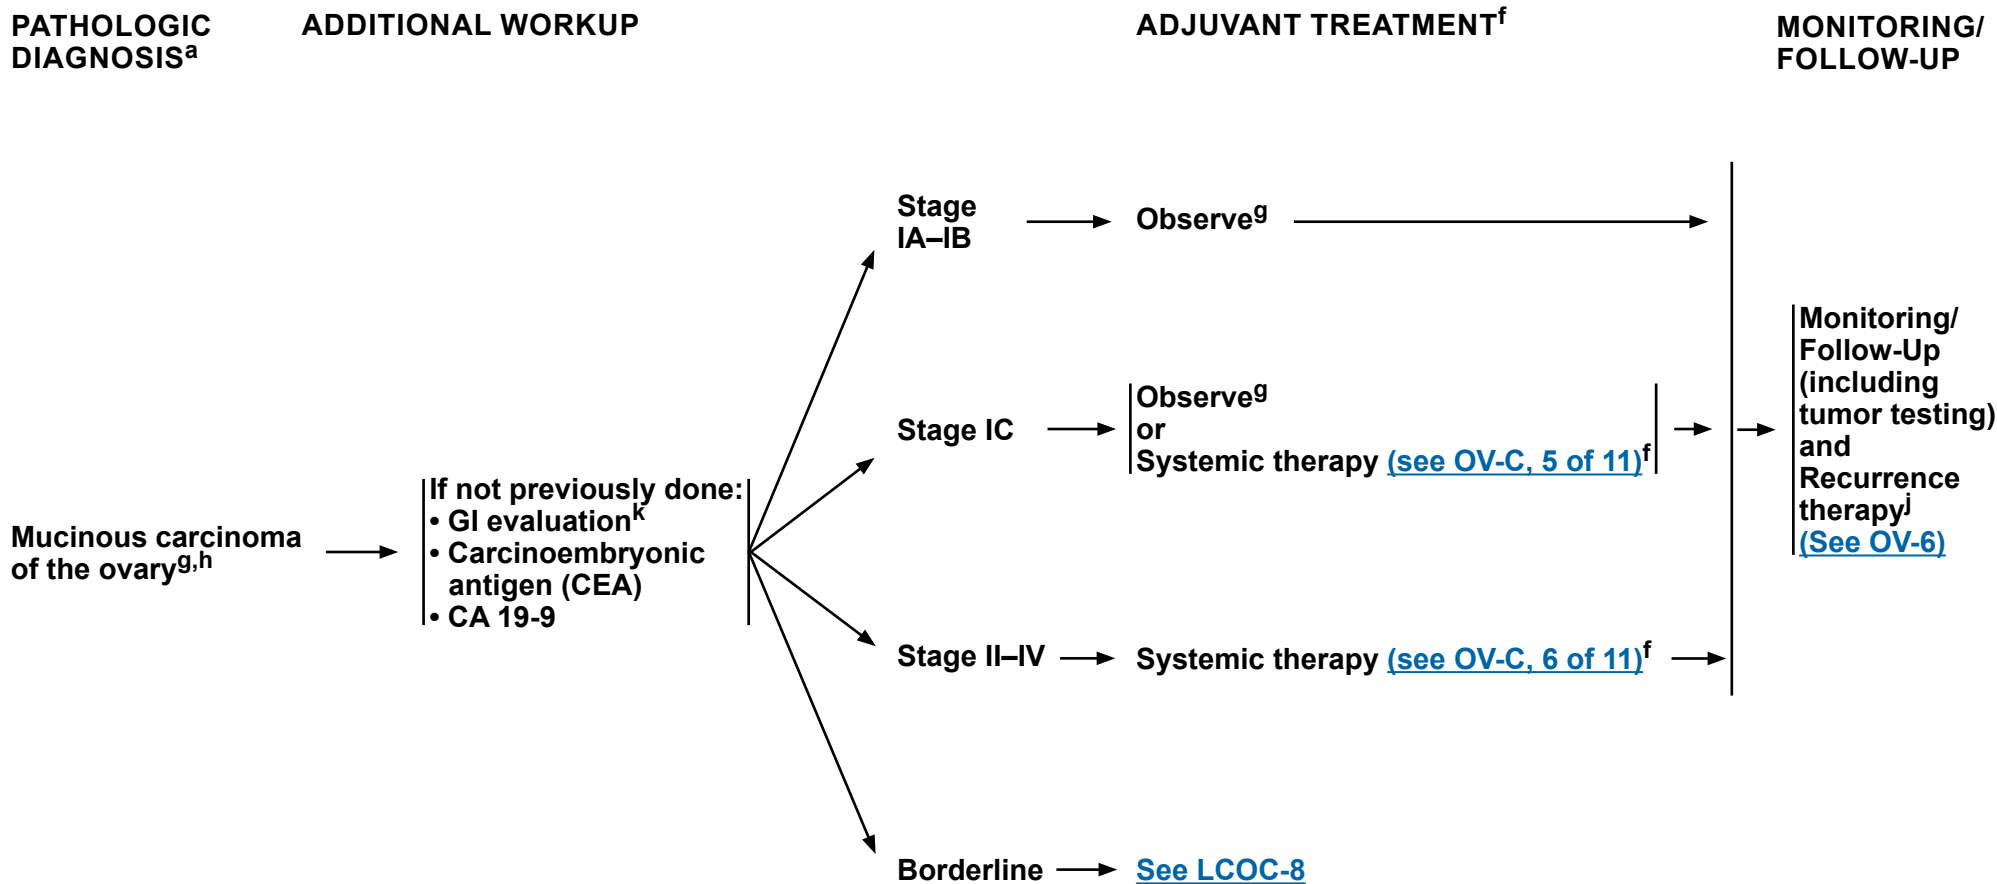 PATHOLOGIC
DIAGNOSISa
ADDITIONAL WORKUP
ADJUVANT TREATMENTf
MONITORING/
FOLLOW-UP
Mucinous carcinoma
of the ovaryg,h
If not previously done:
• GI evaluationk
• Carcinoembryonic
antigen (CEA)
• CA 19-9
Stage
IA–IB
Observeg
Stage IC
Observeg
or
Systemic therapy (see OV-C, 5 of 11)f
Stage II–IV
Systemic therapy (see OV-C, 6 of 11)f
Borderline
See LCOC-8
Monitoring/
Follow-Up
(including
tumor testing)
and
Recurrence
therapyj
(See OV-6)